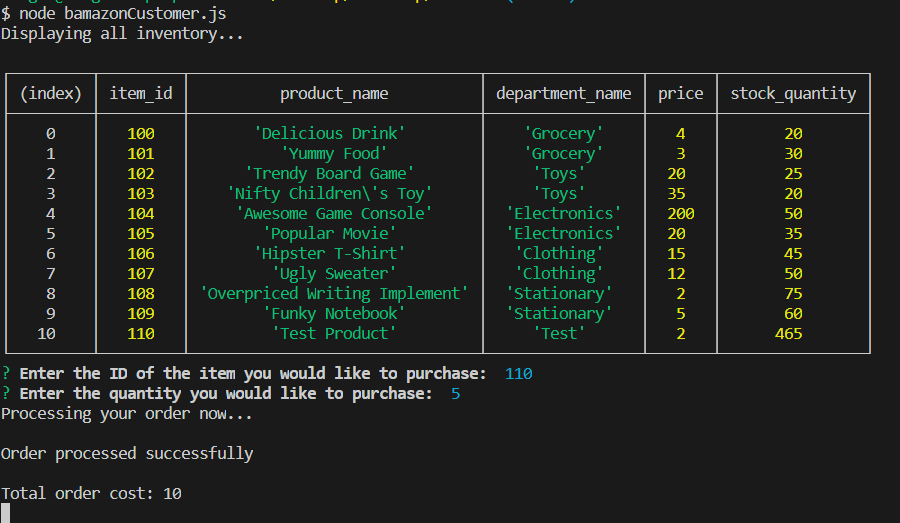 $ node bamazonCustomer.js
Displaying all inventory...
(index) item_id product_name department_name price stock_quantity
0 100 'Delicious Drink' 'Grocery' 4 20
1 101 'Yummy Food' 'Grocery' 3 30
2 102 'Trendy Board Game' 'Toys' 20 25
3 103 'Nifty Children\'s Toy' 'Toys' 35 20
4 104 'Awesome Game Console' 'Electronics' 200 50
5 105 'Popular Movie' 'Electronics' 20 35
6 106 'Hipster T-Shirt' 'Clothing' 15 45
7 107 'Ugly Sweater' 'Clothing' 12 50
8 108 'Overpriced Writing Implement' 'Stationary' 2 75
9 109 'Funky Notebook' 'Stationary' 5 60
10 110 'Test Product' 'Test' 2 465
? Enter the ID of the item you would like to purchase: 110
? Enter the quantity you would like to purchase: 5
Processing your order now...
Order processed successfully
Total order cost: 10